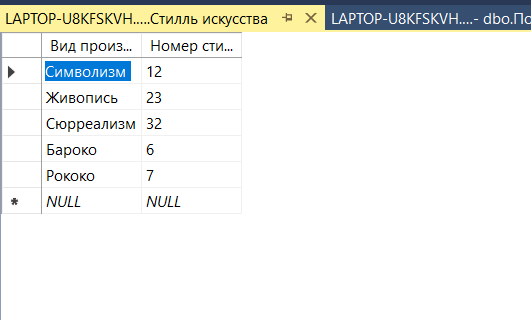 LAPTOP-U8KFSKVH.....Стилль искусства LAPTOP-U8KFSKVH....- dbo.По
Вид произ... Номер сти...
Символизм 12
Живопись 23
Сюрреализм 32
Бароко 6
Рококо 7
NULL NULL